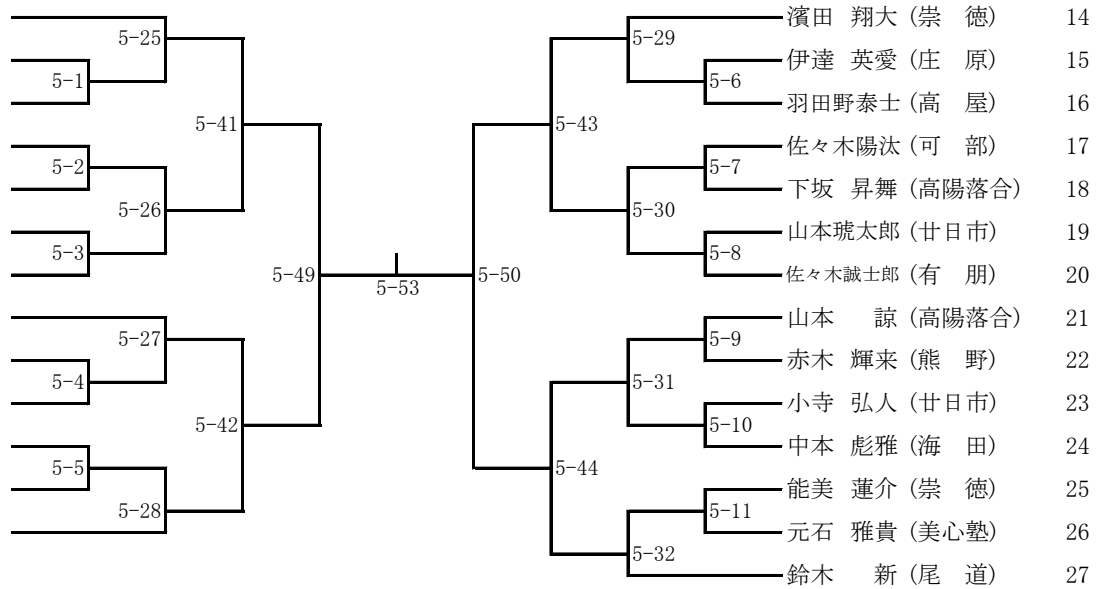 濱田 翔大 (崇 徳) 14
5-25
5-29
伊達 英愛 (庄 原) 15
5-1
5-6
羽田野泰士 (高 屋) 16
5-41
5-43
佐々木陽汰 (可 部) 17
5-2
5-7
下坂 昇舞 (高陽落合) 18
5-26
5-30
山本琥太郎 (廿日市) 19
5-3
5-8
佐々木誠士郎 (有 朋) 20
5-49
5-53
5-50
山本 諒 (高陽落合) 21
5-27
5-9
赤木 輝来 (熊 野) 22
5-4
5-31
小寺 弘人 (廿日市) 23
5-42
5-10
中本 彪雅 (海 田) 24
5-5
5-44
能美 蓮介 (崇 徳) 25
5-28
5-11
元石 雅貴 (美心塾) 26
5-32
鈴木 新 (尾 道) 27